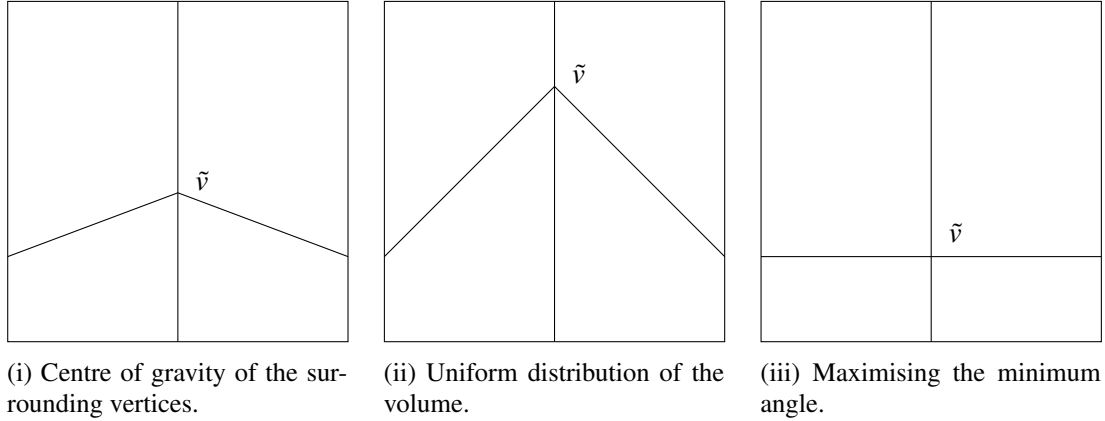 ṽ
ṽ
ṽ
(i) Centre of gravity of the sur-
rounding vertices.
(ii) Uniform distribution of the
volume.
(iii) Maximising the minimum
angle.